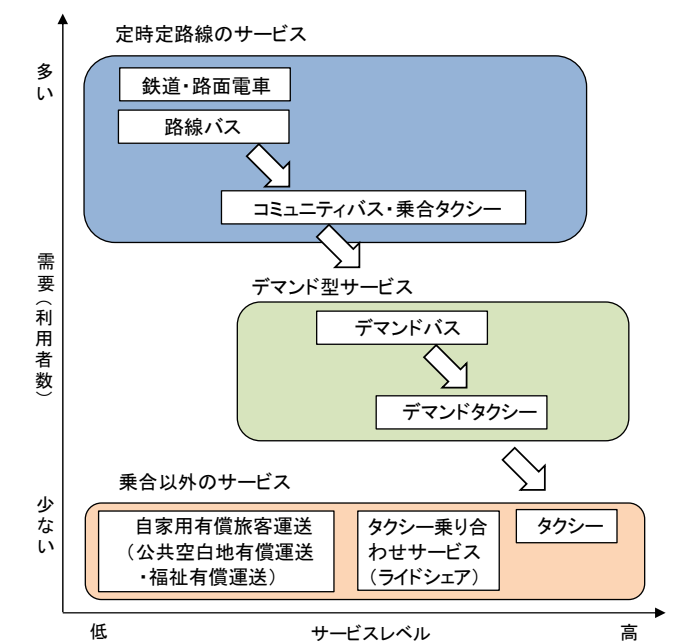 定時定路線のサービス
多い
鉄道・路面電車
路線バス
コミュニティバス・乗合タクシー
需要（利用者数）
デマンド型サービス
デマンドバス
デマンドタクシー
乗合以外のサービス
少ない
自家用有償旅客運送
（公共空白地有償運送
・福祉有償運送）
タクシー乗り合
わせサービス
（ライドシェア）
タクシー
低
サービスレベル
高